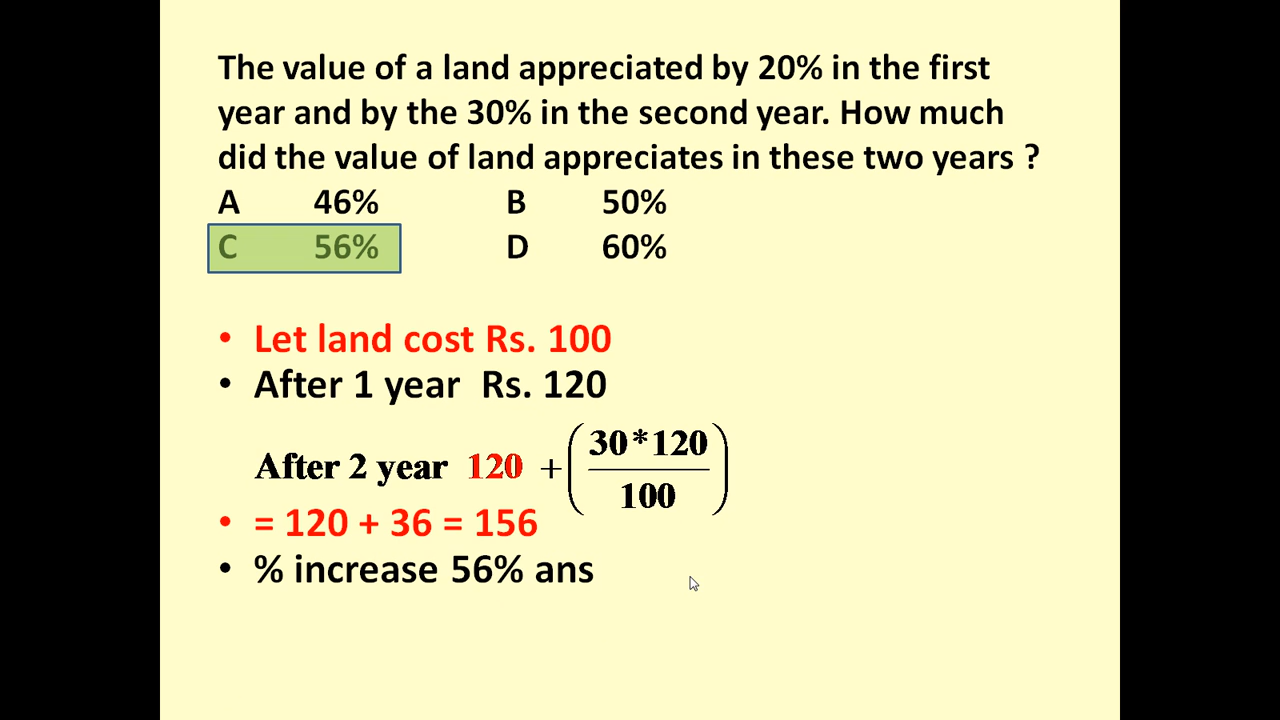 The value of a land appreciated by 20% in the first
year and by the 30% in the second year. How much
did the value of land appreciates in these two years ?
A 46% B 50%
C 56% D 60%
• Let land cost Rs. 100
• After 1 year Rs. 120
After 2 year 120 + (30*120/100)
• = 120 + 36 = 156
• % increase 56% ans